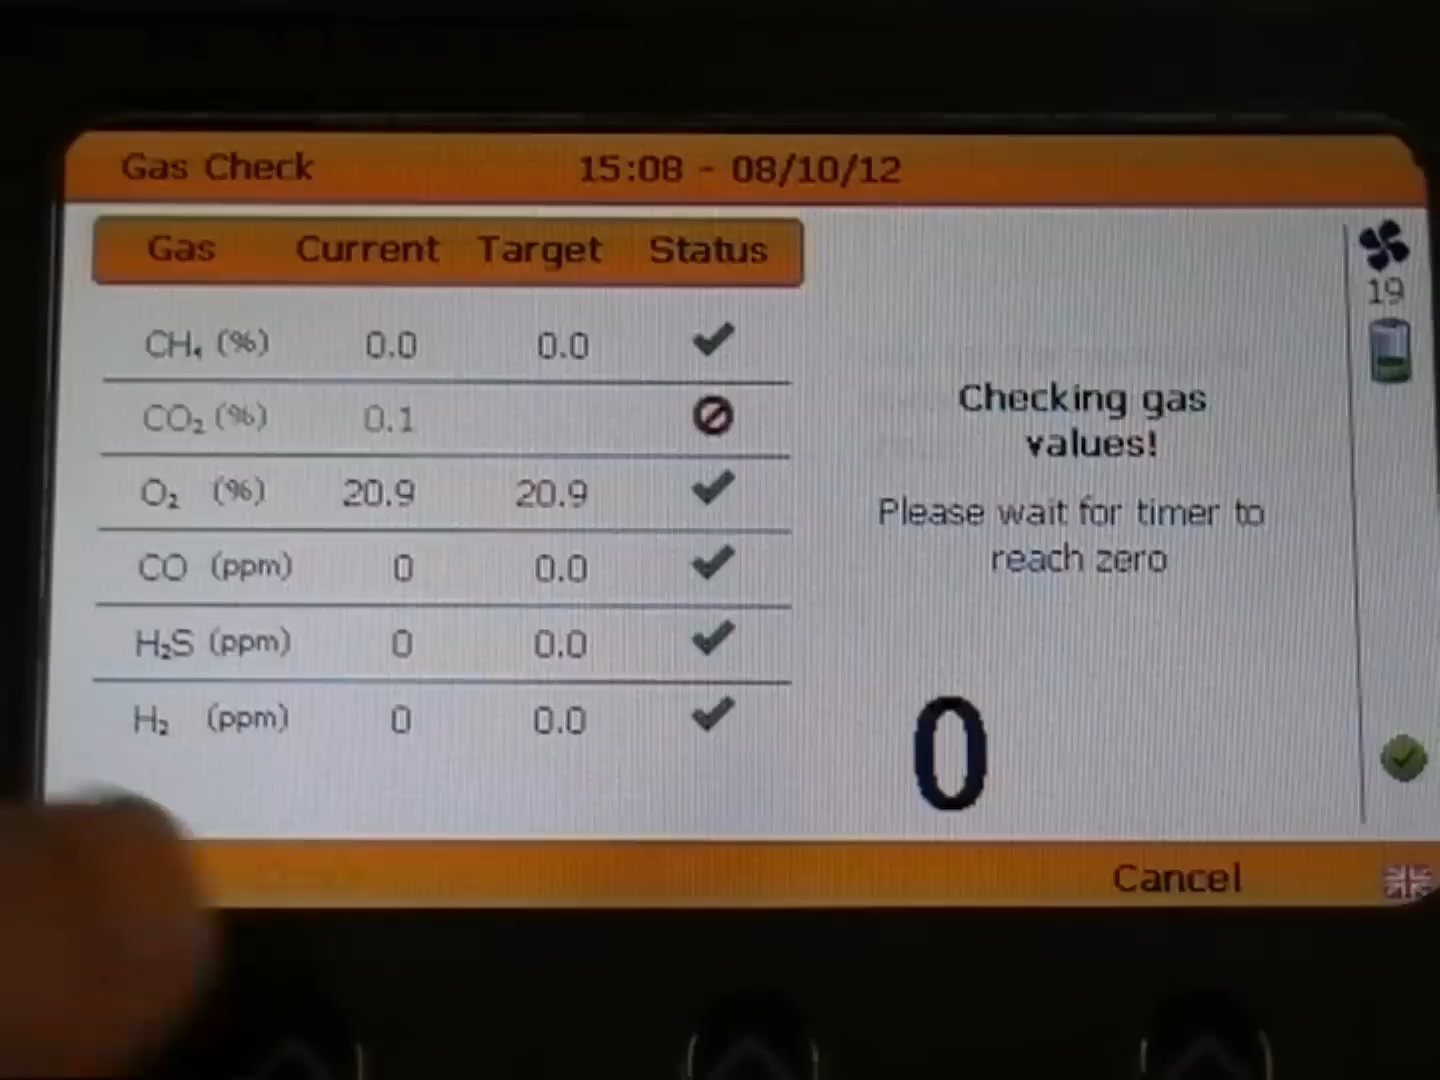 Gas Check 15:08 - 08/10/12
Gas Current Target Status
CH₄ (%) 0.0 0.0
CO₂ (%) 0.1
O₂ (%) 20.9 20.9
CO (ppm) 0 0.0
H₂S (ppm) 0 0.0
H₂ (ppm) 0 0.0
19
Checking gas
values!
Please wait for timer to
reach zero
0
Cancel